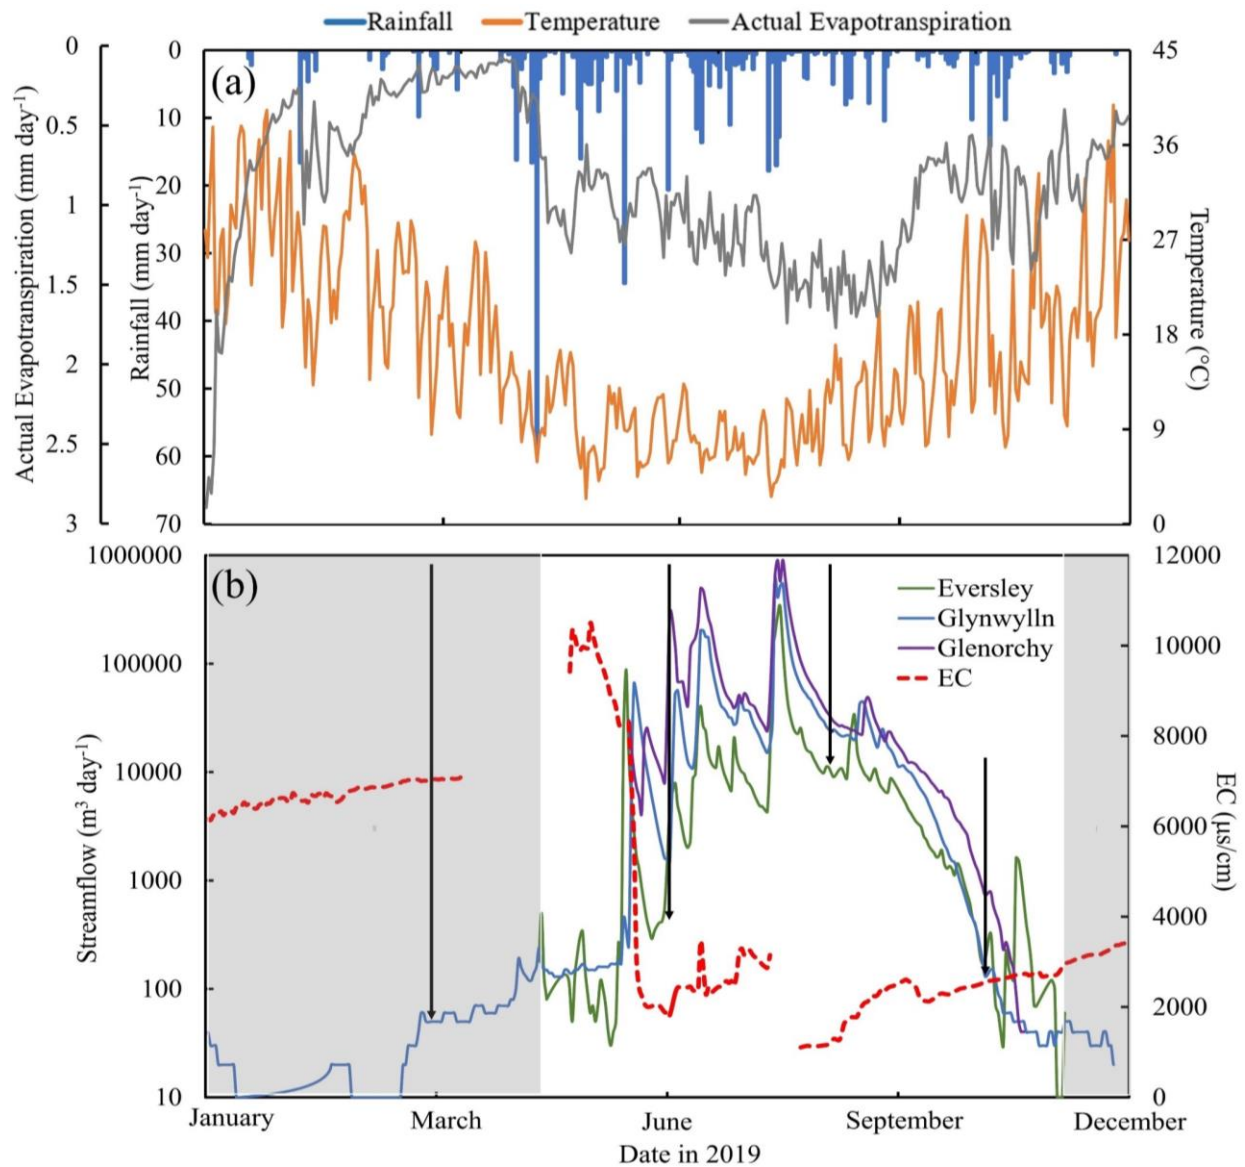 Rainfall Temperature Actual Evapotranspiration
(a)
Actual Evapotranspiration (mm day⁻¹)
0
0.5
1
1.5
2
2.5
3
Rainfall (mm day⁻¹)
0
10
20
30
40
50
60
70
45
36
27
18
9
0
Temperature (°C)
(b)
Eversley
Glynwylln
Glenorchy
EC
Streamflow (m³ day⁻¹)
1000000
100000
10000
1000
100
10
12000
10000
8000
6000
4000
2000
0
EC (µs/cm)
January March June September December
Date in 2019